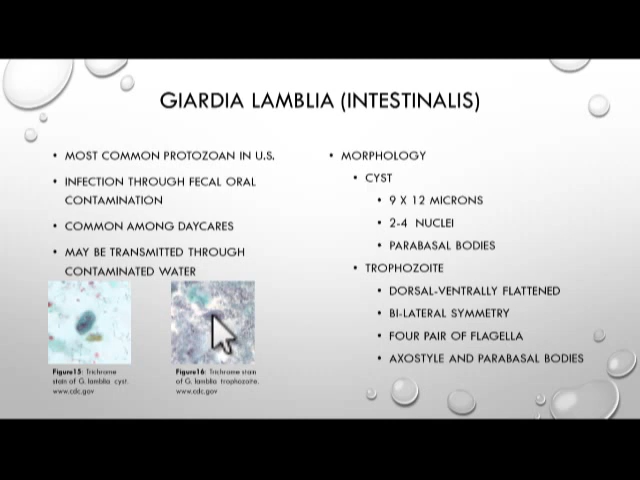 GIARDIA LAMBLIA (INTESTINALIS)
• MOST COMMON PROTOZOAN IN U.S.
• INFECTION THROUGH FECAL ORAL
CONTAMINATION
• COMMON AMONG DAYCARES
• MAY BE TRANSMITTED THROUGH
CONTAMINATED WATER
Figure15: Trichrome
stain of G. lamblia cyst.
www.cdc.gov
Figure16: Trichrome stain
of G. lamblia trophozoite.
www.cdc.gov
• MORPHOLOGY
• CYST
• 9 X 12 MICRONS
• 2-4 NUCLEI
• PARABASAL BODIES
• TROPHOZOITE
• DORSAL-VENTRALLY FLATTENED
• BI-LATERAL SYMMETRY
• FOUR PAIR OF FLAGELLA
• AXOSTYLE AND PARABASAL BODIES